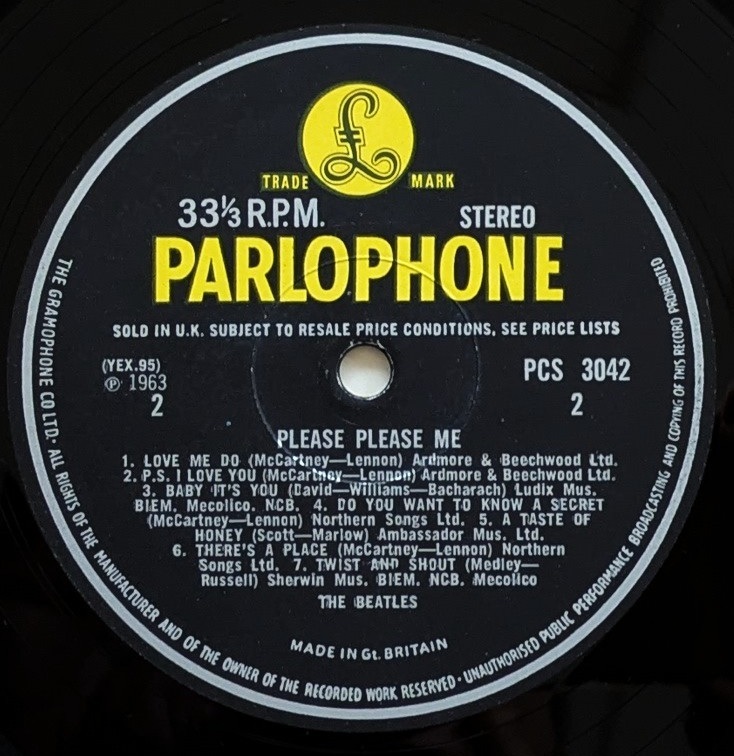 £
TRADE MARK
33⅓ R.P.M. STEREO
PARLOPHONE
SOLD IN U.K. SUBJECT TO RESALE PRICE CONDITIONS, SEE PRICE LISTS
(YEX.95) PCS 3042
℗ 1963
2 2
PLEASE PLEASE ME
1. LOVE ME DO (McCartney—Lennon) Ardmore & Beechwood Ltd.
2. P.S. I LOVE YOU (McCartney—Lennon) Ardmore & Beechwood Ltd.
3. BABY IT'S YOU (David—Williams—Bacharach) Ludix Mus.
BIEM. Mecolico. NCB. 4. DO YOU WANT TO KNOW A SECRET
(McCartney—Lennon) Northern Songs Ltd. 5. A TASTE OF
HONEY (Scott—Marlow) Ambassador Mus. Ltd.
6. THERE'S A PLACE (McCartney—Lennon) Northern
Songs Ltd. 7. TWIST AND SHOUT (Medley—
Russell) Sherwin Mus. BIEM. NCB. Mecolico
THE BEATLES
MADE IN Gt. BRITAIN
THE GRAMOPHONE CO LTD· ALL RIGHTS OF THE MANUFACTURER AND OF THE OWNER OF THE RECORDED WORK RESERVED · UNAUTHORISED PUBLIC PERFORMANCE BROADCASTING AND COPYING OF THIS RECORD PROHIBITED